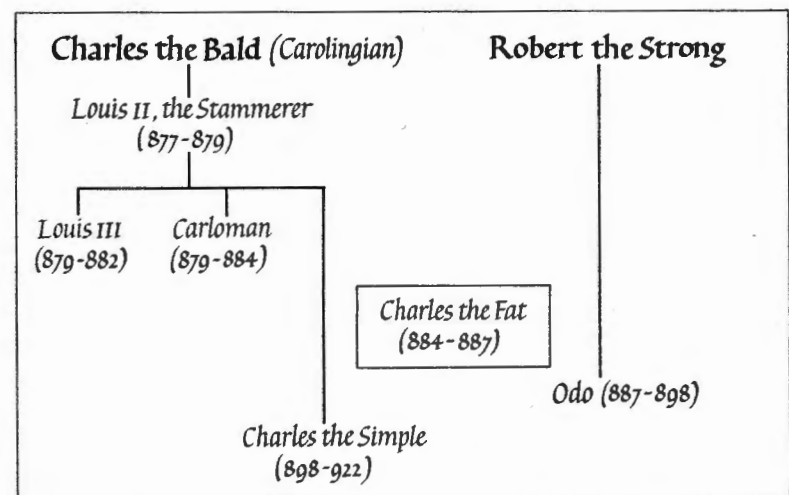 Charles the Bald (Carolingian)
Robert the Strong
Louis II, the Stammerer
(877-879)
Louis III
(879-882)
Carloman
(879-884)
Charles the Fat
(884-887)
Odo (887-898)
Charles the Simple
(898-922)